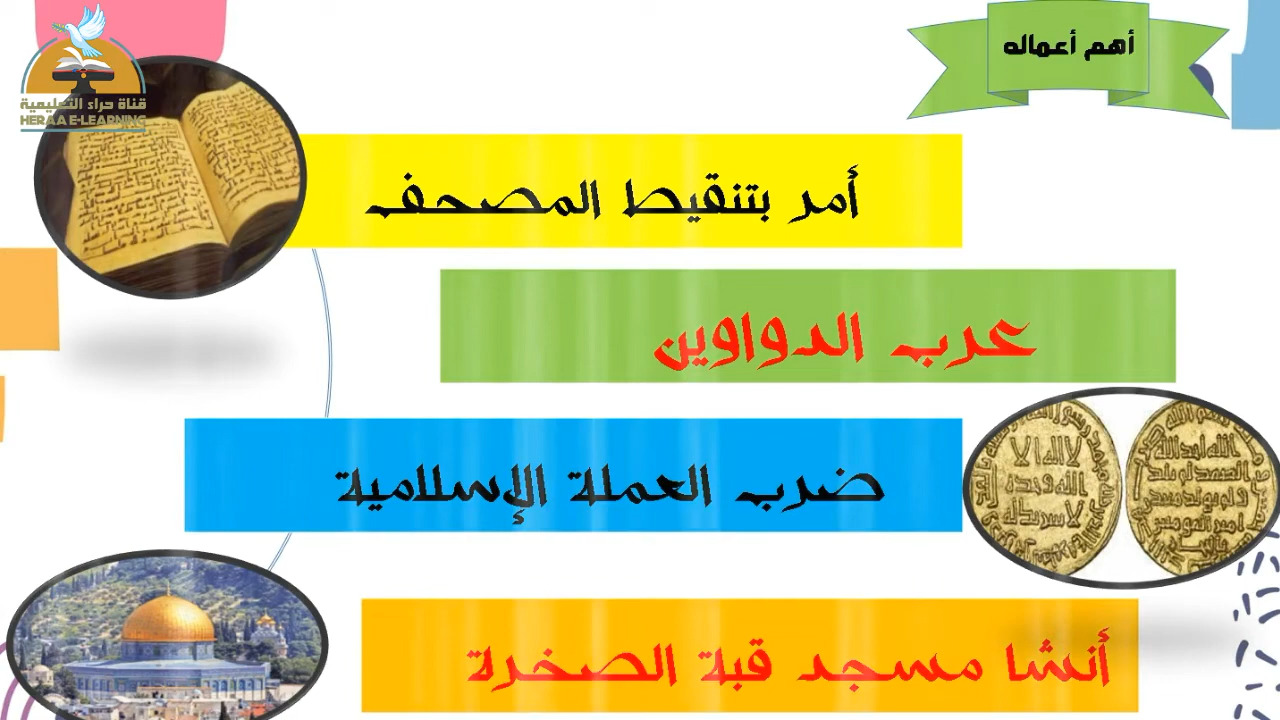 أهم أعماله
قناة حراء التعليمية
HERAA E-LEARNING
أمر بتنقيط المصحف
عرب الدواوين
ضرب العملة الإسلامية
أنشا مسجد قبة الصخرة